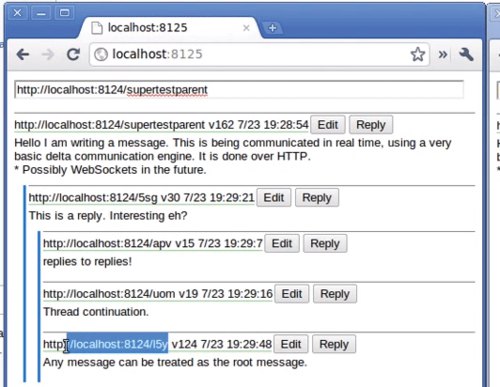 localhost:8125
localhost:8125
http://localhost:8124/supertestparent
http://localhost:8124/supertestparent v162 7/23 19:28:54 Edit Reply
Hello I am writing a message. This is being communicated in real time, using a very
basic delta communication engine. It is done over HTTP.
* Possibly WebSockets in the future.
http://localhost:8124/5sg v30 7/23 19:29:21 Edit Reply
This is a reply. Interesting eh?
http://localhost:8124/apv v15 7/23 19:29:7 Edit Reply
replies to replies!
http://localhost:8124/uom v19 7/23 19:29:16 Edit Reply
Thread continuation.
http://localhost:8124/l5y v124 7/23 19:29:48 Edit Reply
Any message can be treated as the root message.